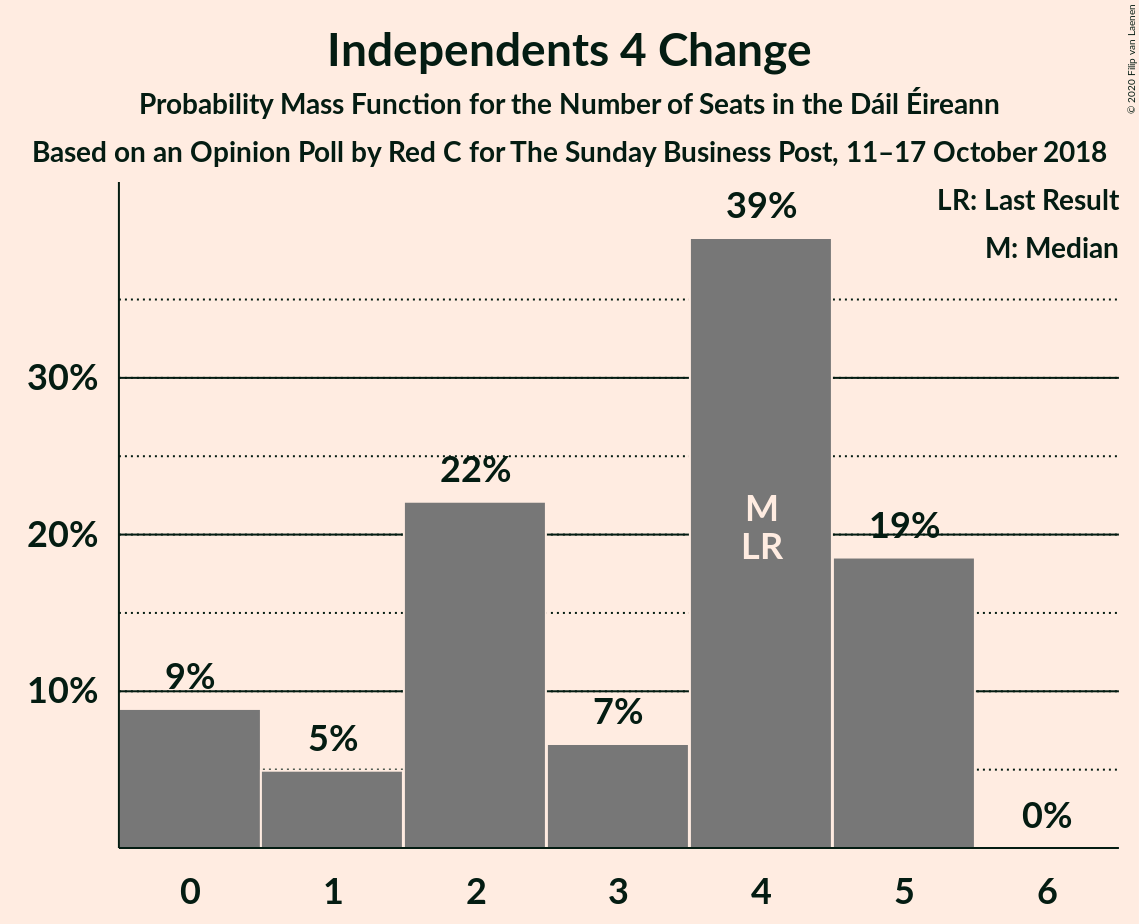 Independents 4 Change
Probability Mass Function for the Number of Seats in the Dáil Éireann
Based on an Opinion Poll by Red C for The Sunday Business Post, 11–17 October 2018
© 2020 Filip van Laenen
LR: Last Result
M: Median
39%
30%
22%
M
LR
20%
19%
10%
9%
7%
5%
0%
0 1 2 3 4 5 6